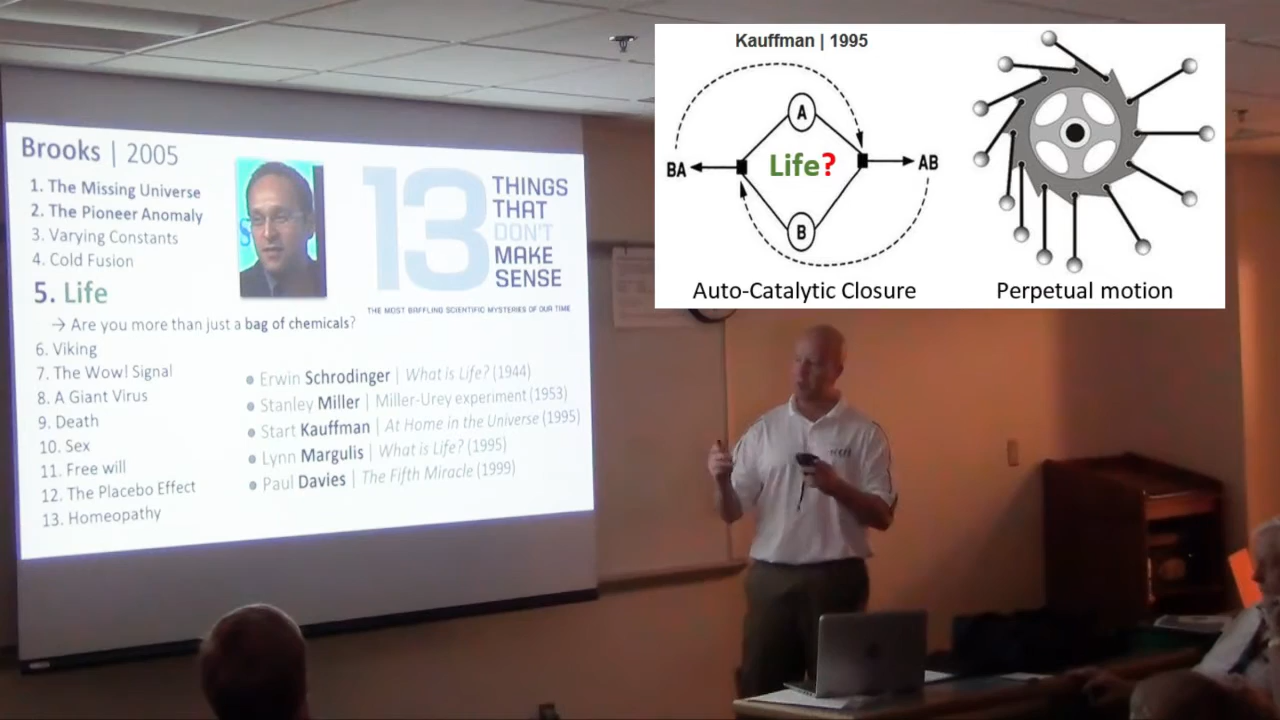 Brooks | 2005
1. The Missing Universe
2. The Pioneer Anomaly
3. Varying Constants
4. Cold Fusion
5. Life
→ Are you more than just a bag of chemicals?
6. Viking
7. The Wow! Signal
8. A Giant Virus
9. Death
10. Sex
11. Free will
12. The Placebo Effect
13. Homeopathy
S
13
THINGS
THAT
DON'T
MAKE
SENSE
THE MOST BAFFLING SCIENTIFIC MYSTERIES OF OUR TIME
• Erwin Schrodinger | What is Life? (1944)
• Stanley Miller | Miller-Urey experiment (1953)
• Start Kauffman | At Home in the Universe (1995)
• Lynn Margulis | What is Life? (1995)
• Paul Davies | The Fifth Miracle (1999)
Kauffman | 1995
A
BA
Life?
AB
B
Auto-Catalytic Closure
Perpetual motion